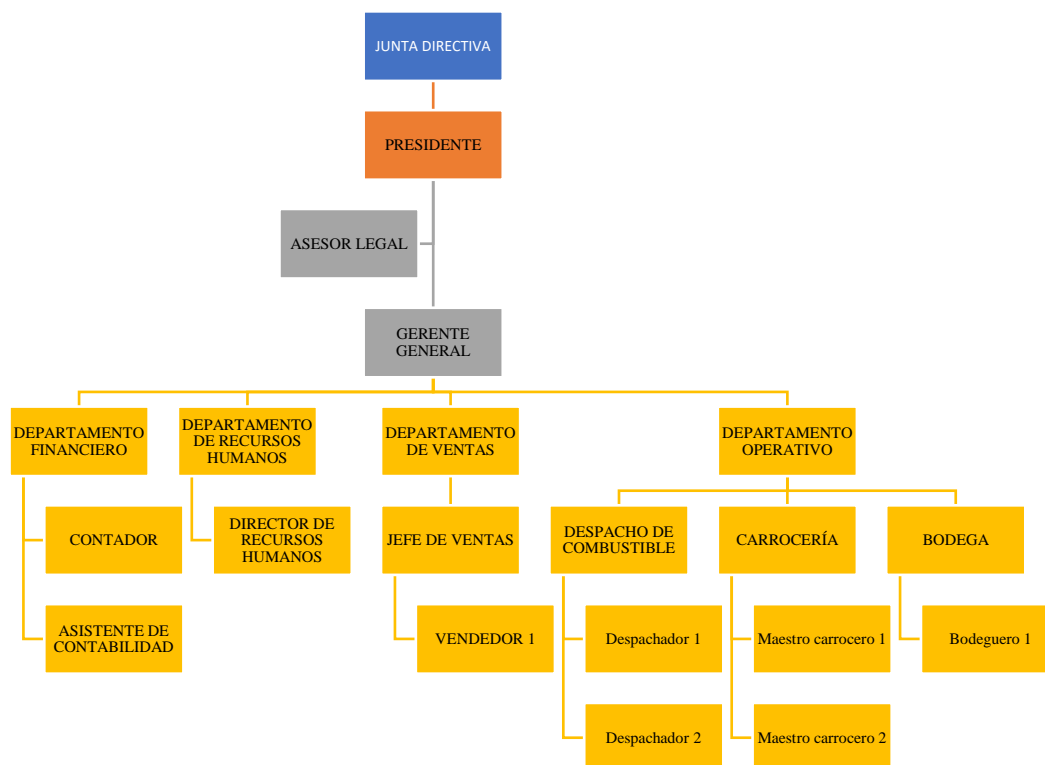 JUNTA DIRECTIVA
PRESIDENTE
ASESOR LEGAL
GERENTE
GENERAL
DEPARTAMENTO
FINANCIERO
DEPARTAMENTO
DE RECURSOS
HUMANOS
DEPARTAMENTO
DE VENTAS
DEPARTAMENTO
OPERATIVO
CONTADOR
DIRECTOR DE
RECURSOS
HUMANOS
JEFE DE VENTAS
DESPACHO DE
COMBUSTIBLE
CARROCERÍA
BODEGA
ASISTENTE DE
CONTABILIDAD
VENDEDOR 1
Despachador 1
Maestro carrocero 1
Bodeguero 1
Despachador 2
Maestro carrocero 2